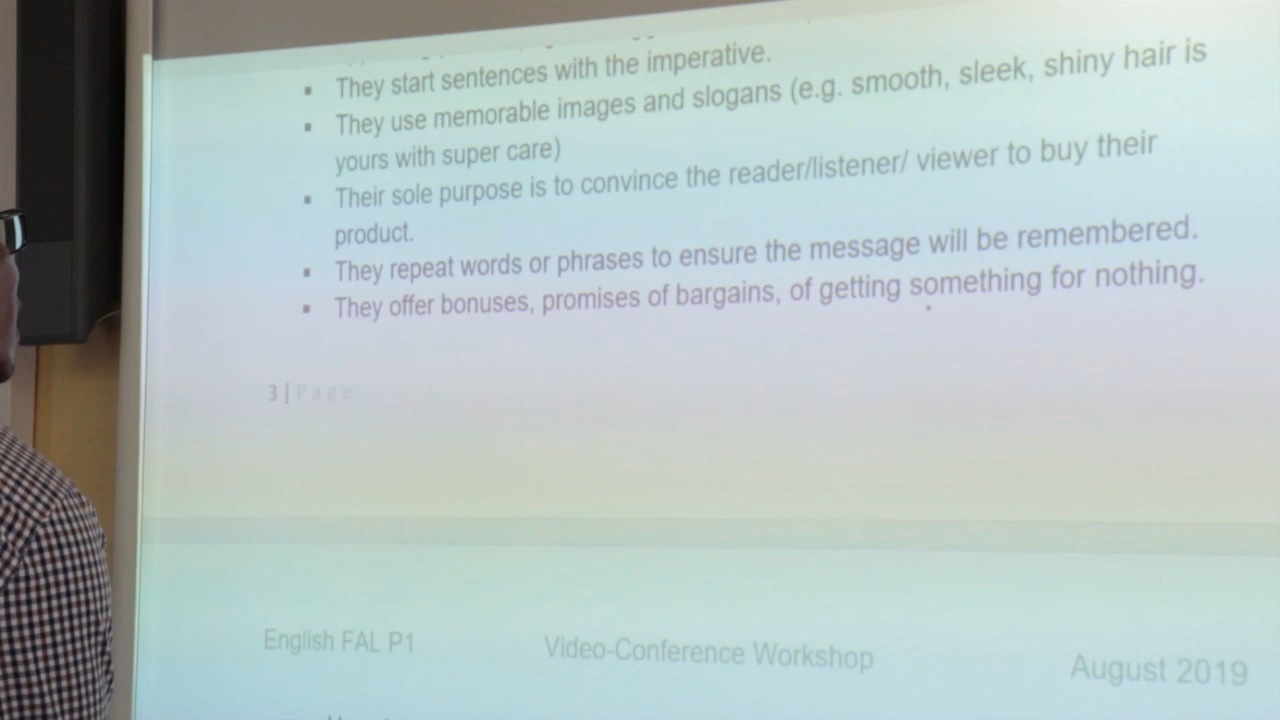 ▪ They start sentences with the imperative.
▪ They use memorable images and slogans (e.g. smooth, sleek, shiny hair is
yours with super care)
▪ Their sole purpose is to convince the reader/listener/ viewer to buy their
product.
▪ They repeat words or phrases to ensure the message will be remembered.
▪ They offer bonuses, promises of bargains, of getting something for nothing.
3 | Page
English FAL P1 Video-Conference Workshop August 2019